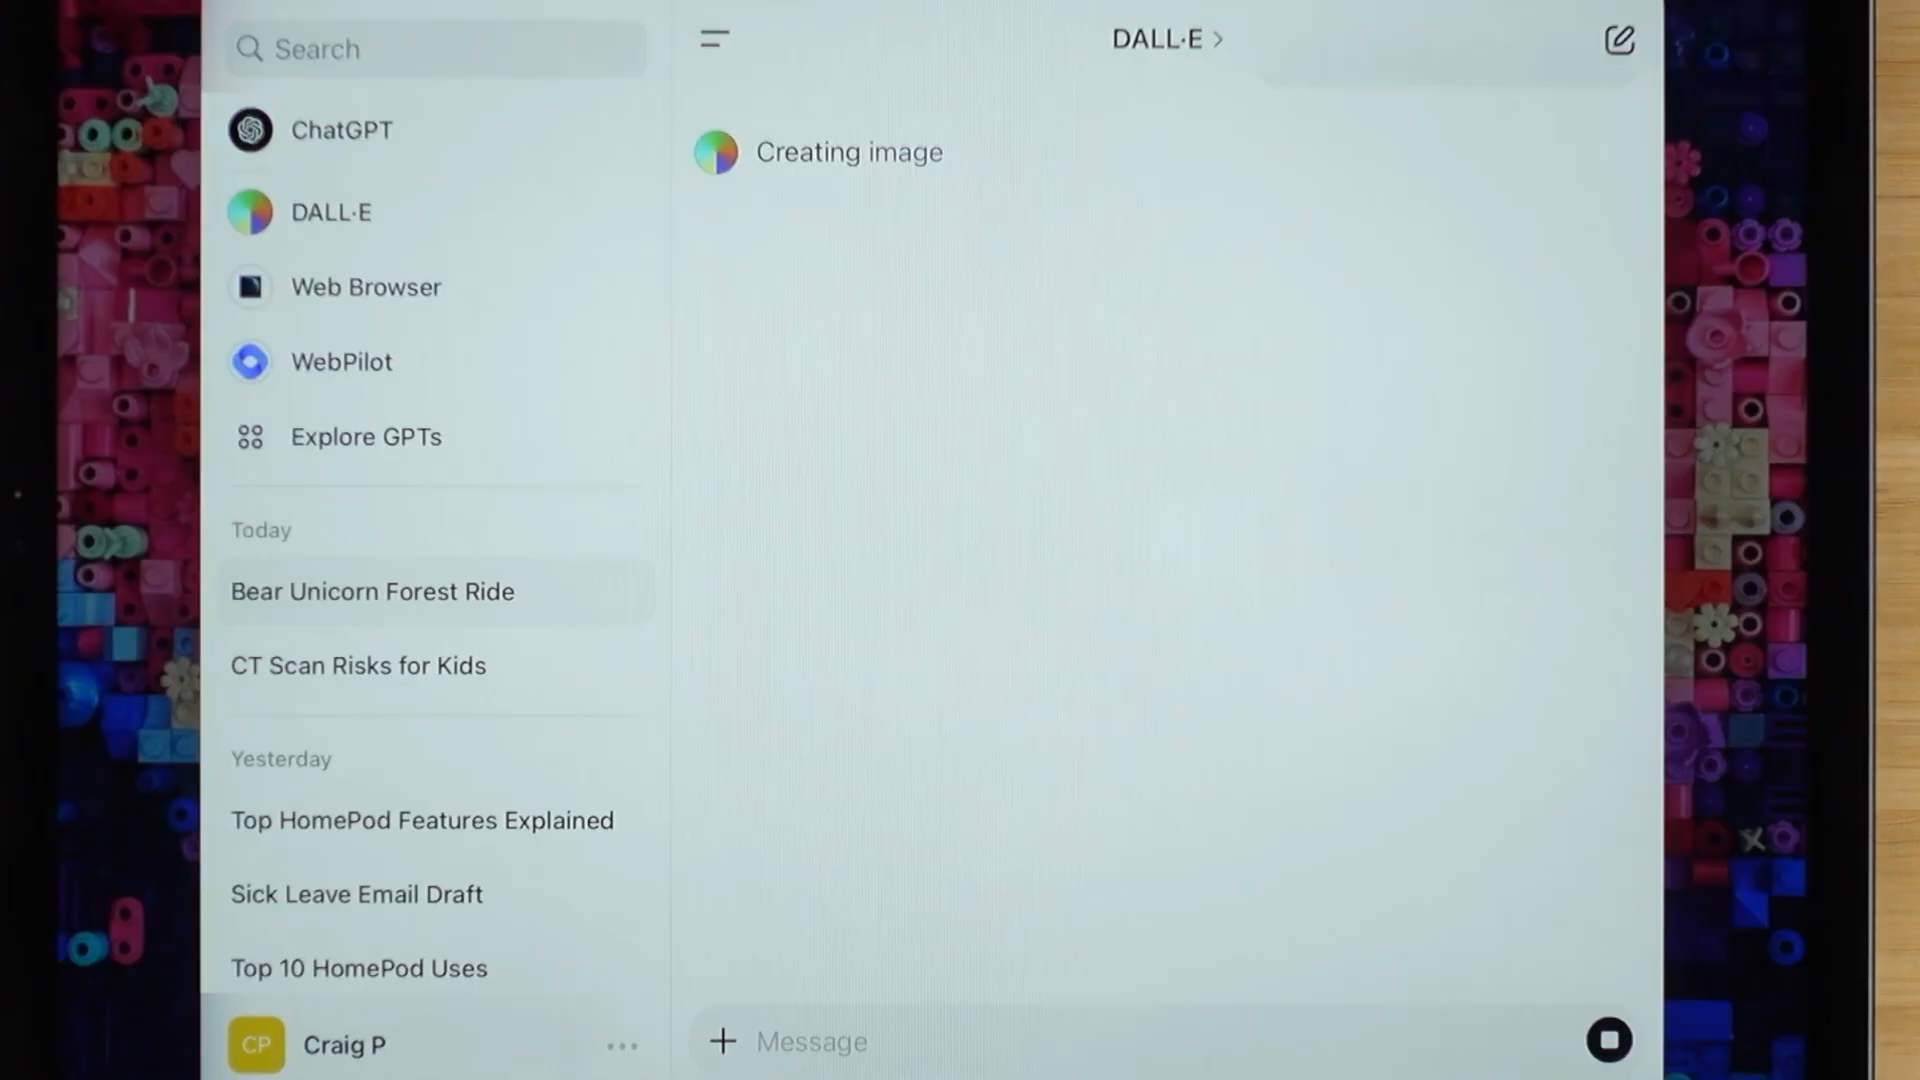 Search
DALL·E >
ChatGPT
Creating image
DALL·E
Web Browser
WebPilot
Explore GPTs
Today
Bear Unicorn Forest Ride
CT Scan Risks for Kids
Yesterday
Top HomePod Features Explained
Sick Leave Email Draft
Top 10 HomePod Uses
CP
Craig P
Message